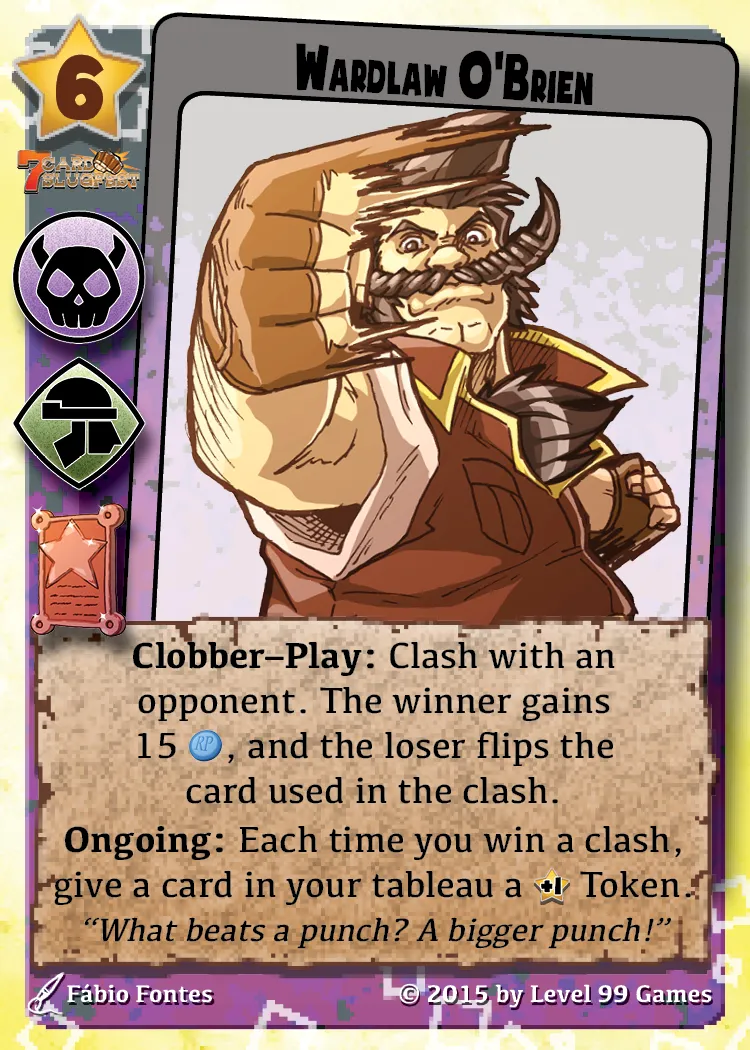 Wardlaw O'Brien
6
7 Card Slugfest
Clobber–Play: Clash with an
opponent. The winner gains
15 RP, and the loser flips the
card used in the clash.
Ongoing: Each time you win a clash,
give a card in your tableau a +1 Token.
“What beats a punch? A bigger punch!”
Fábio Fontes
© 2015 by Level 99 Games